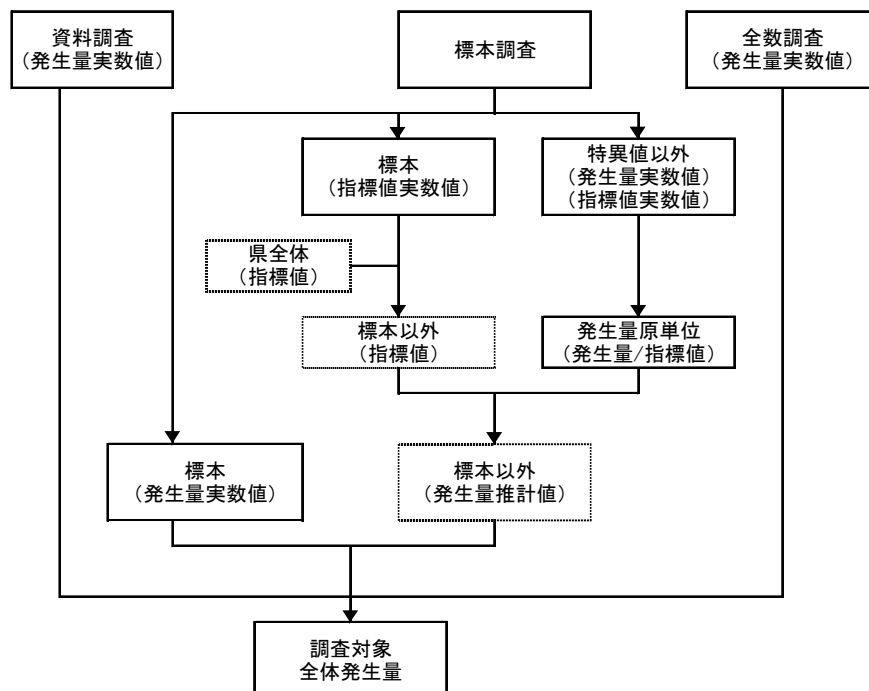 資料調査
（発生量実数値）
標本調査
全数調査
（発生量実数値）
標本
（指標値実数値）
特異値以外
（発生量実数値）
（指標値実数値）
県全体
（指標値）
標本以外
（指標値）
発生量原単位
（発生量/指標値）
標本
（発生量実数値）
標本以外
（発生量推計値）
調査対象
全体発生量